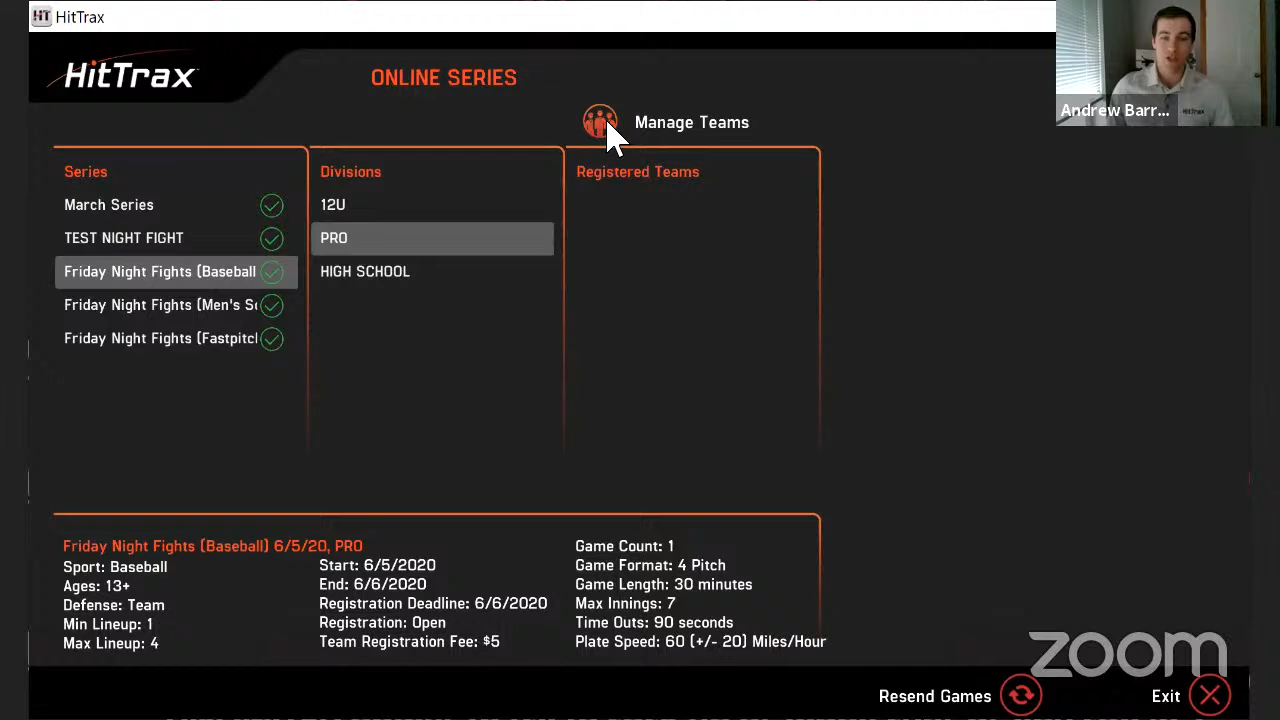 HT HitTrax
HitTrax
ONLINE SERIES
Andrew Barr...
Manage Teams
Series
March Series
TEST NIGHT FIGHT
Friday Night Fights (Baseball
Friday Night Fights (Men's So
Friday Night Fights (Fastpitcl
Divisions
12U
PRO
HIGH SCHOOL
Registered Teams
Friday Night Fights (Baseball) 6/5/20, PRO
Sport: Baseball
Ages: 13+
Defense: Team
Min Lineup: 1
Max Lineup: 4
Start: 6/5/2020
End: 6/6/2020
Registration Deadline: 6/6/2020
Registration: Open
Team Registration Fee: $5
Game Count: 1
Game Format: 4 Pitch
Game Length: 30 minutes
Max Innings: 7
Time Outs: 90 seconds
Plate Speed: 60 (+/- 20) Miles/Hour
zoom
Resend Games
Exit